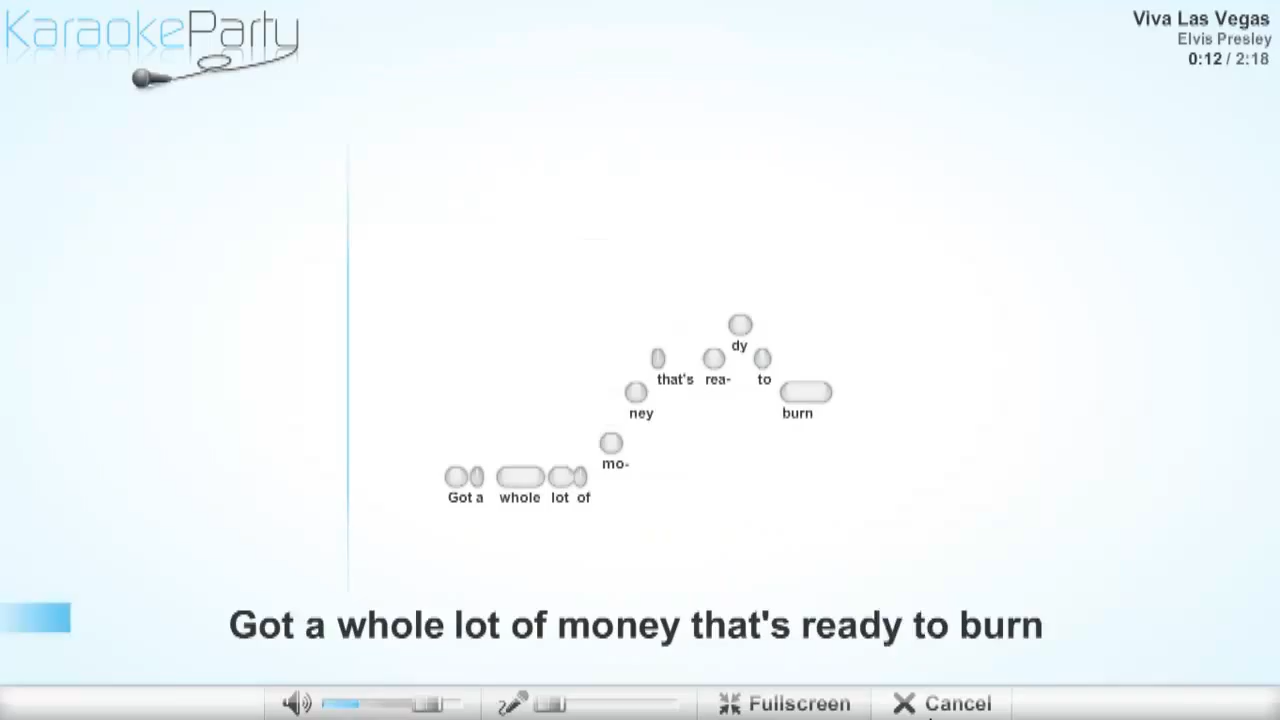 KaraokeParty
Viva Las Vegas
Elvis Presley
0:12 / 2:18
dy
that's rea- to
ney burn
mo-
Got a whole lot of
Got a whole lot of money that's ready to burn
Fullscreen Cancel